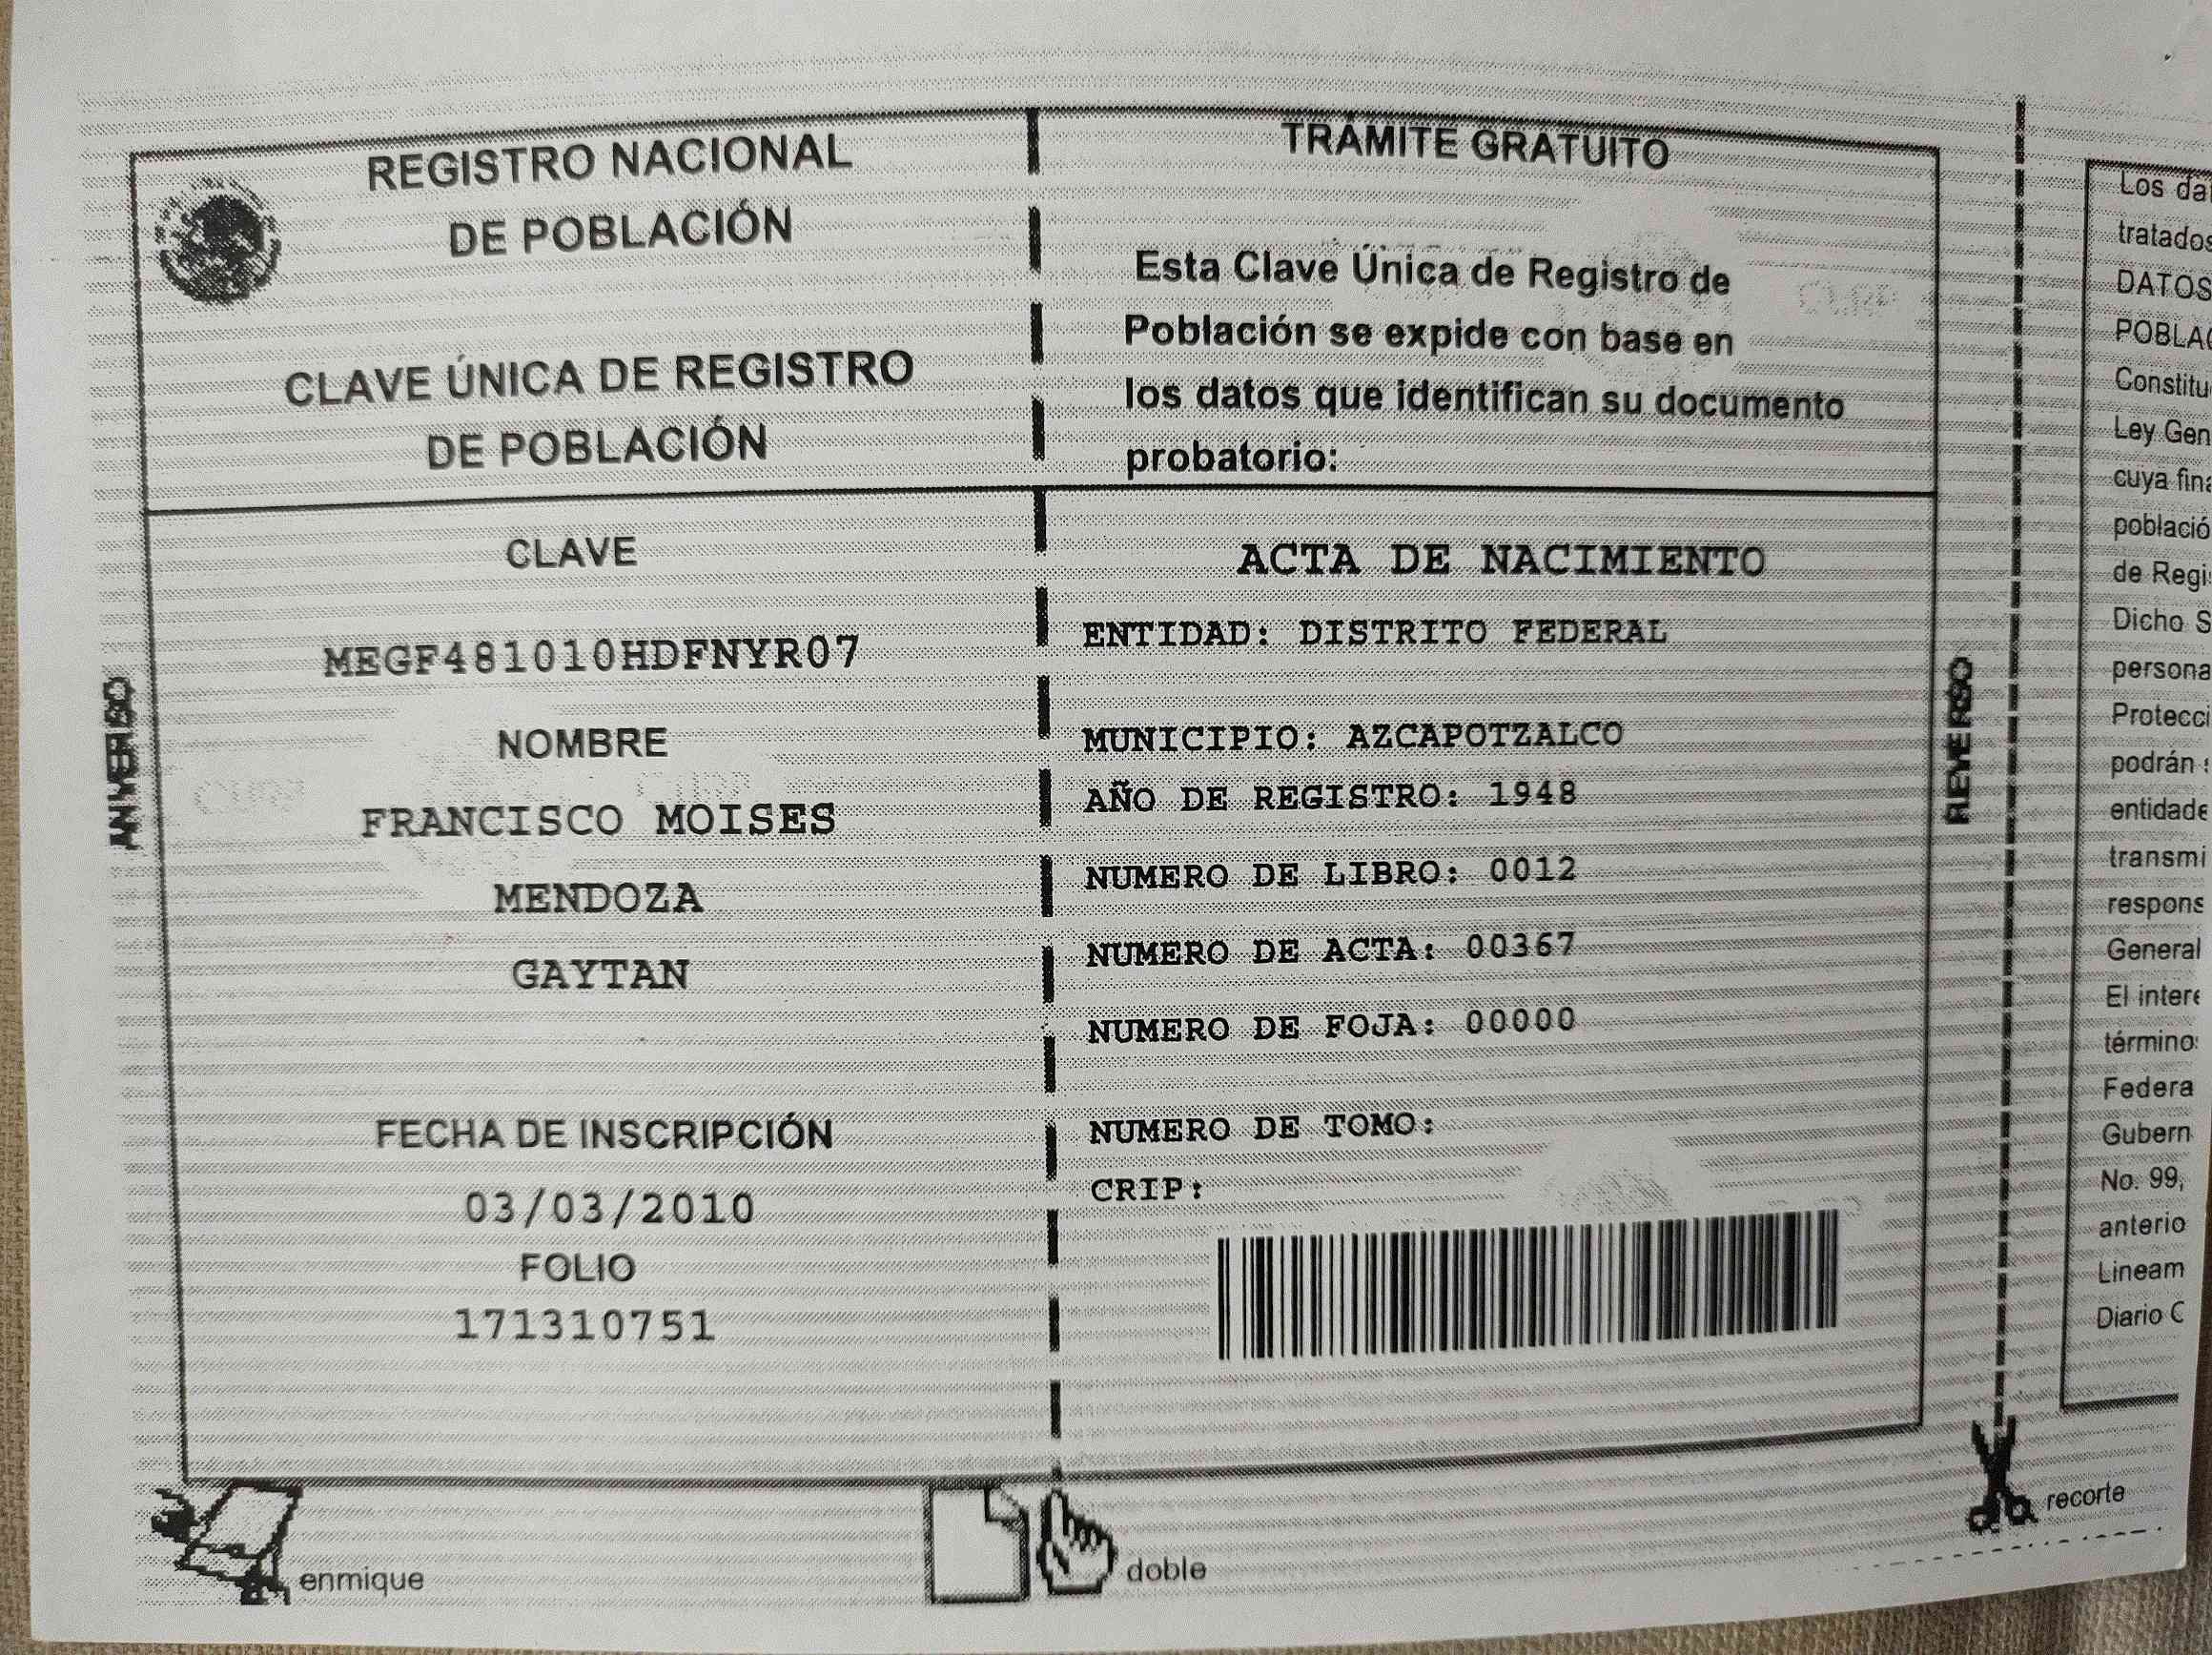 REGISTRO NACIONAL
DE POBLACIÓN
CLAVE ÚNICA DE REGISTRO
DE POBLACIÓN
CLAVE
MEGF481010HDFNYR07
NOMBRE
FRANCISCO MOISES
MENDOZA
GAYTAN
FECHA DE INSCRIPCIÓN
03/03/2010
FOLIO
171310751
ANVERSO
enmique
TRÁMITE GRATUITO
Esta Clave Única de Registro de
Población se expide con base en
los datos que identifican su documento
probatorio:
CURP
ACTA DE NACIMIENTO
ENTIDAD: DISTRITO FEDERAL
MUNICIPIO: AZCAPOTZALCO
AÑO DE REGISTRO: 1948
NUMERO DE LIBRO: 0012
NUMERO DE ACTA: 00367
NUMERO DE FOJA: 00000
NUMERO DE TOMO:
CRIP:
REVERSO
doble
recorte
Los da
tratados
DATOS
POBLAC
Constitu
Ley Gen
cuya fina
població
de Regi
Dicho S
persona
Protecci
podrán
entidade
transmi
respons
General
El intere
término
Federa
Gubern
No. 99,
anterio
Lineam
Diario